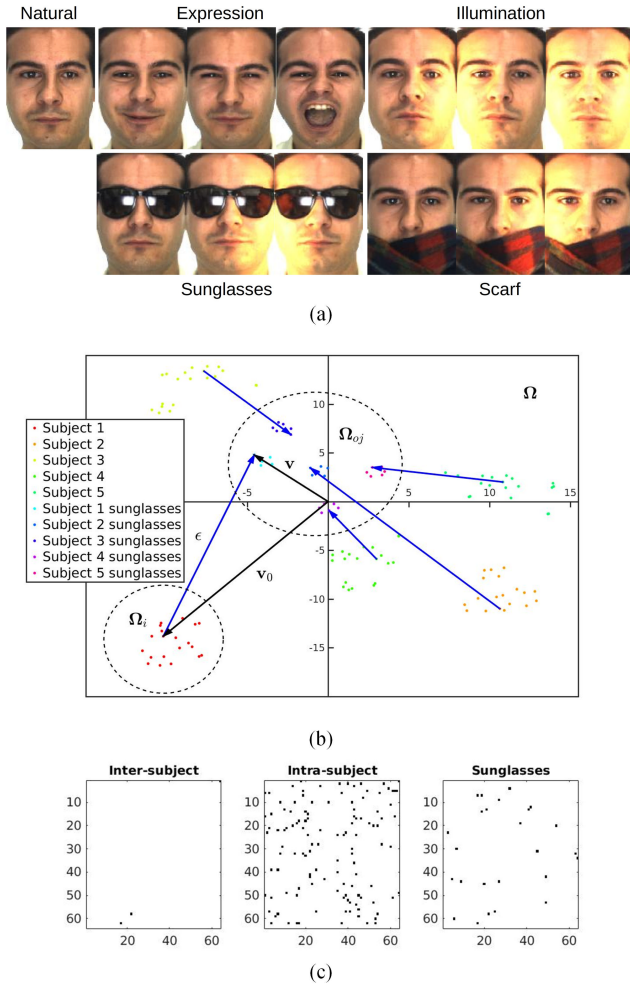 Natural Expression Illumination
Sunglasses Scarf
(a)
Ω
Ωoj
Subject 1
Subject 2
Subject 3
Subject 4
Subject 5
Subject 1 sunglasses
Subject 2 sunglasses
Subject 3 sunglasses
Subject 4 sunglasses
Subject 5 sunglasses
10
5
-5 5 10 15
-5
-10
-15
v
ϵ
v0
Ωi
(b)
Inter-subject Intra-subject Sunglasses
10 10 10
20 20 20
30 30 30
40 40 40
50 50 50
60 60 60
20 40 60 20 40 60 20 40 60
(c)